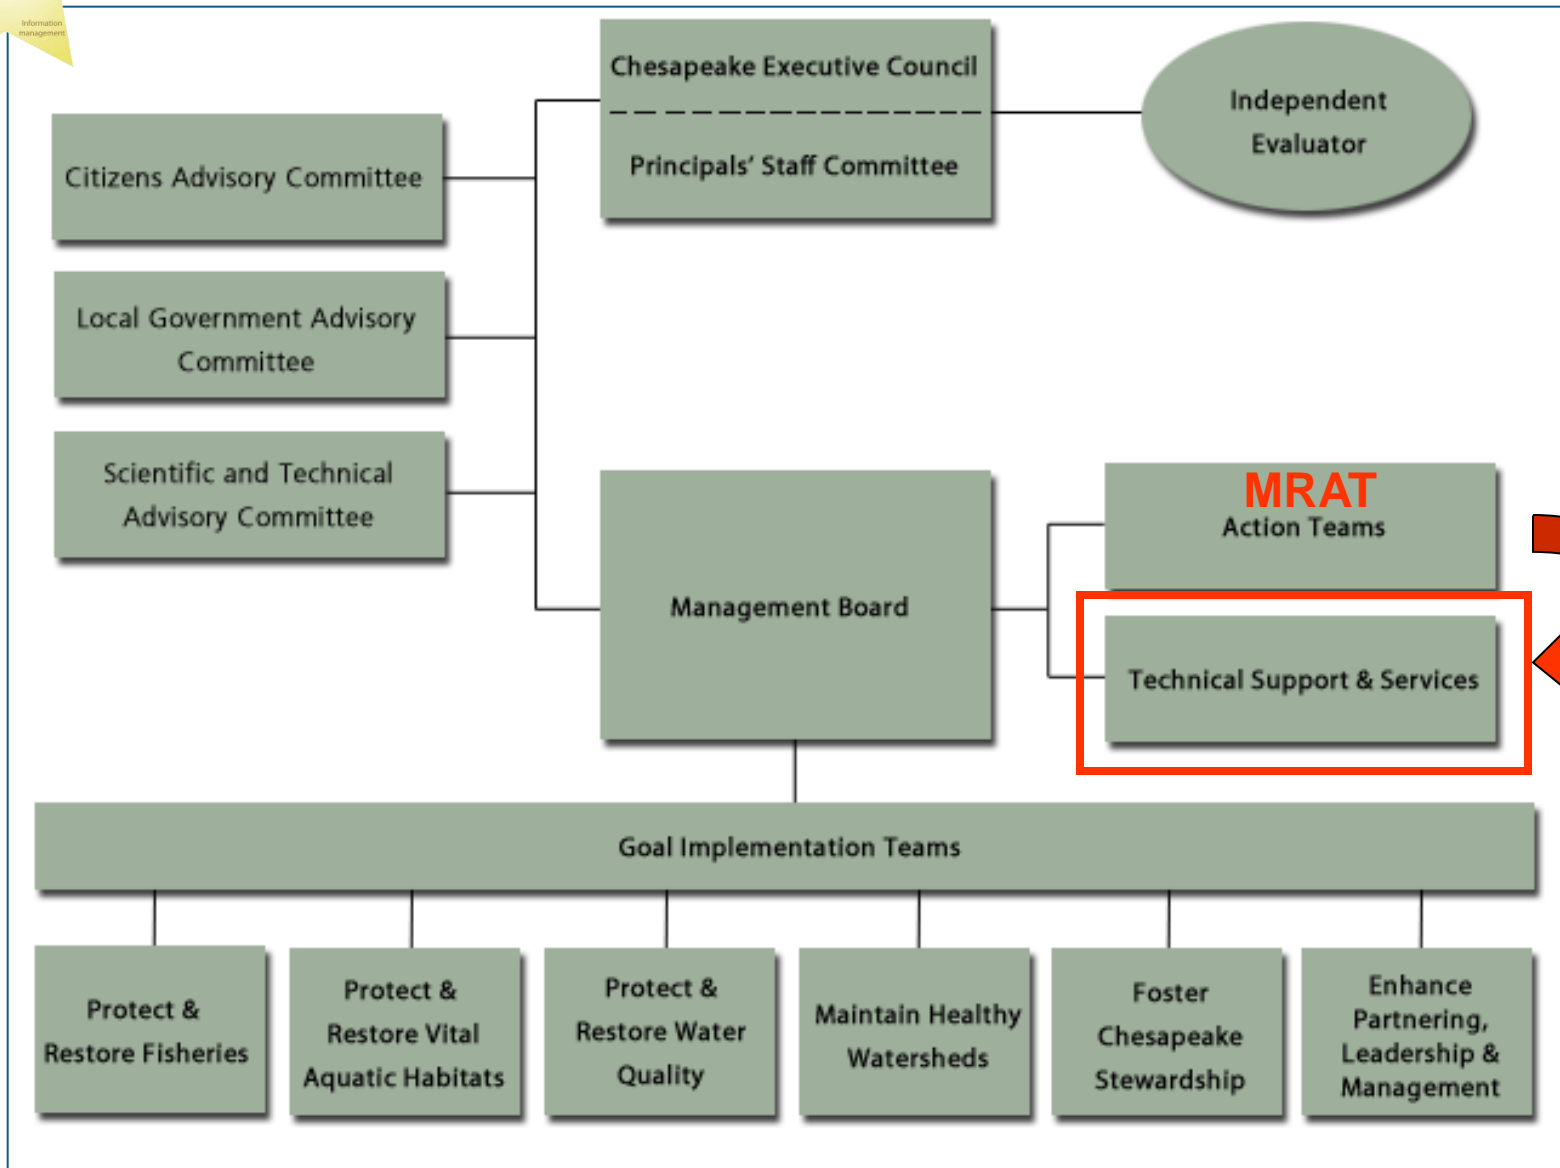 Information
management
Chesapeake Executive Council
Principals’ Staff Committee
Independent
Evaluator
Citizens Advisory Committee
Local Government Advisory
Committee
Scientific and Technical
Advisory Committee
Management Board
MRAT
Action Teams
Technical Support & Services
Goal Implementation Teams
Protect &
Restore Fisheries
Protect &
Restore Vital
Aquatic Habitats
Protect &
Restore Water
Quality
Maintain Healthy
Watersheds
Foster
Chesapeake
Stewardship
Enhance
Partnering,
Leadership &
Management